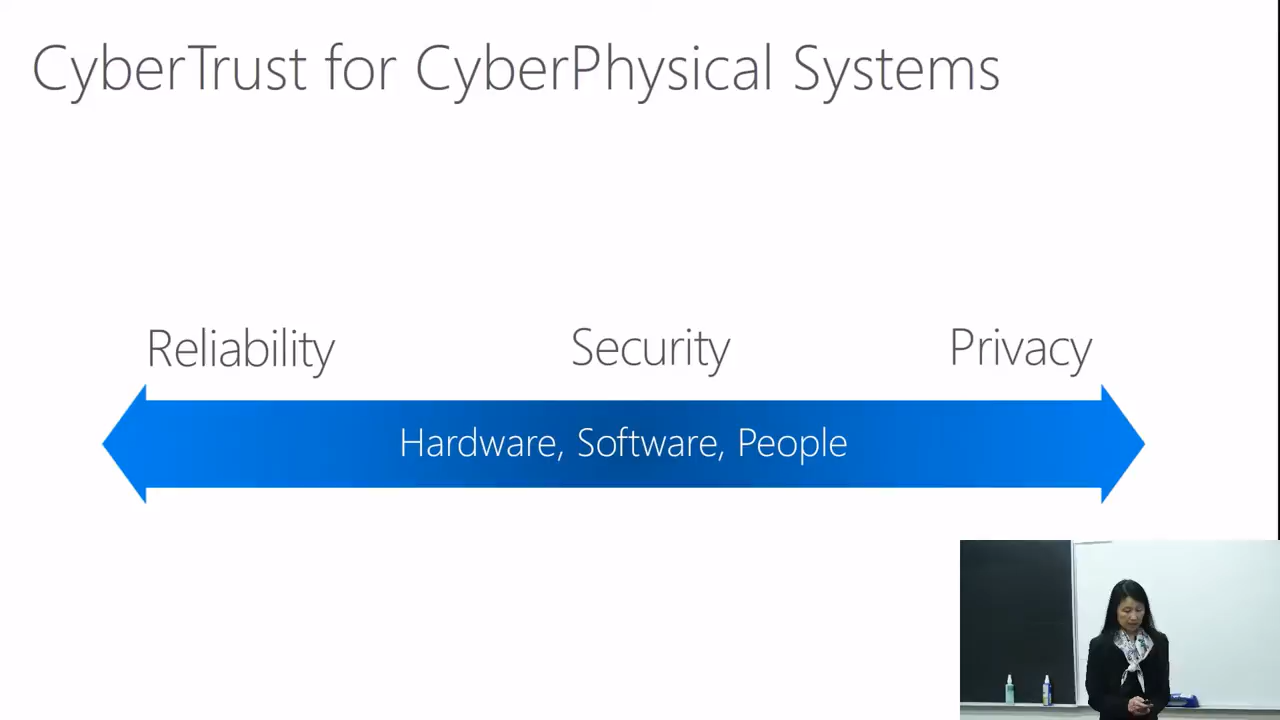 CyberTrust for CyberPhysical Systems
Reliability Security Privacy
Hardware, Software, People